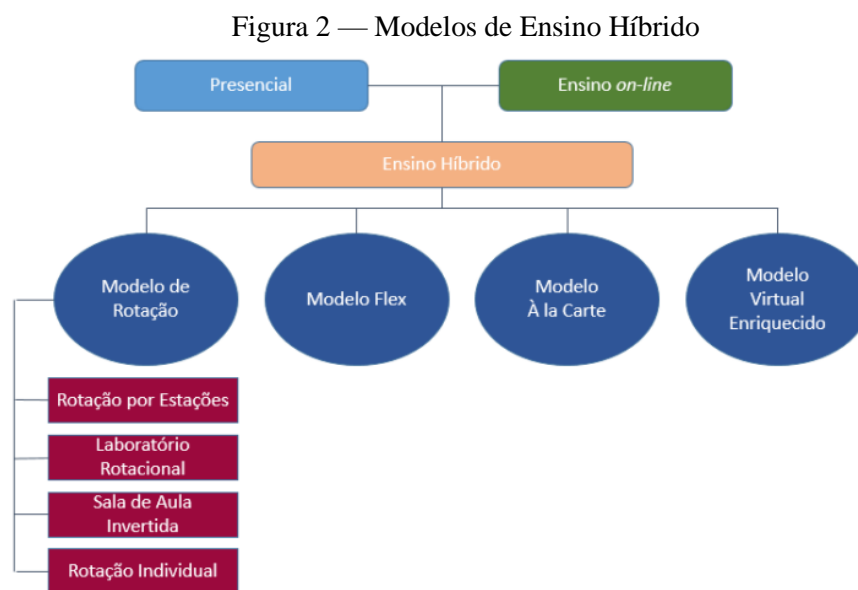 Figura 2 — Modelos de Ensino Híbrido
Presencial
Ensino on-line
Ensino Híbrido
Modelo de
Rotação
Modelo Flex
Modelo
À la Carte
Modelo
Virtual
Enriquecido
Rotação por Estações
Laboratório
Rotacional
Sala de Aula
Invertida
Rotação Individual